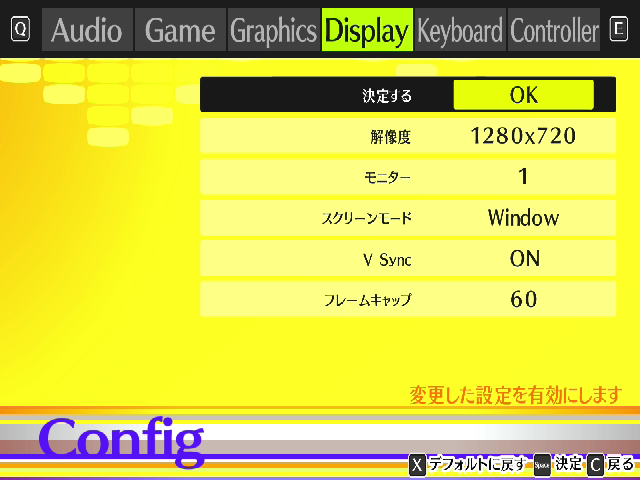 Q Audio Game Graphics Display Keyboard Controller E
決定する OK
解像度 1280x720
モニター 1
スクリーンモード Window
V Sync ON
フレームキャップ 60
変更した設定を有効にします
Config
X デフォルトに戻す Space 決定 C 戻る